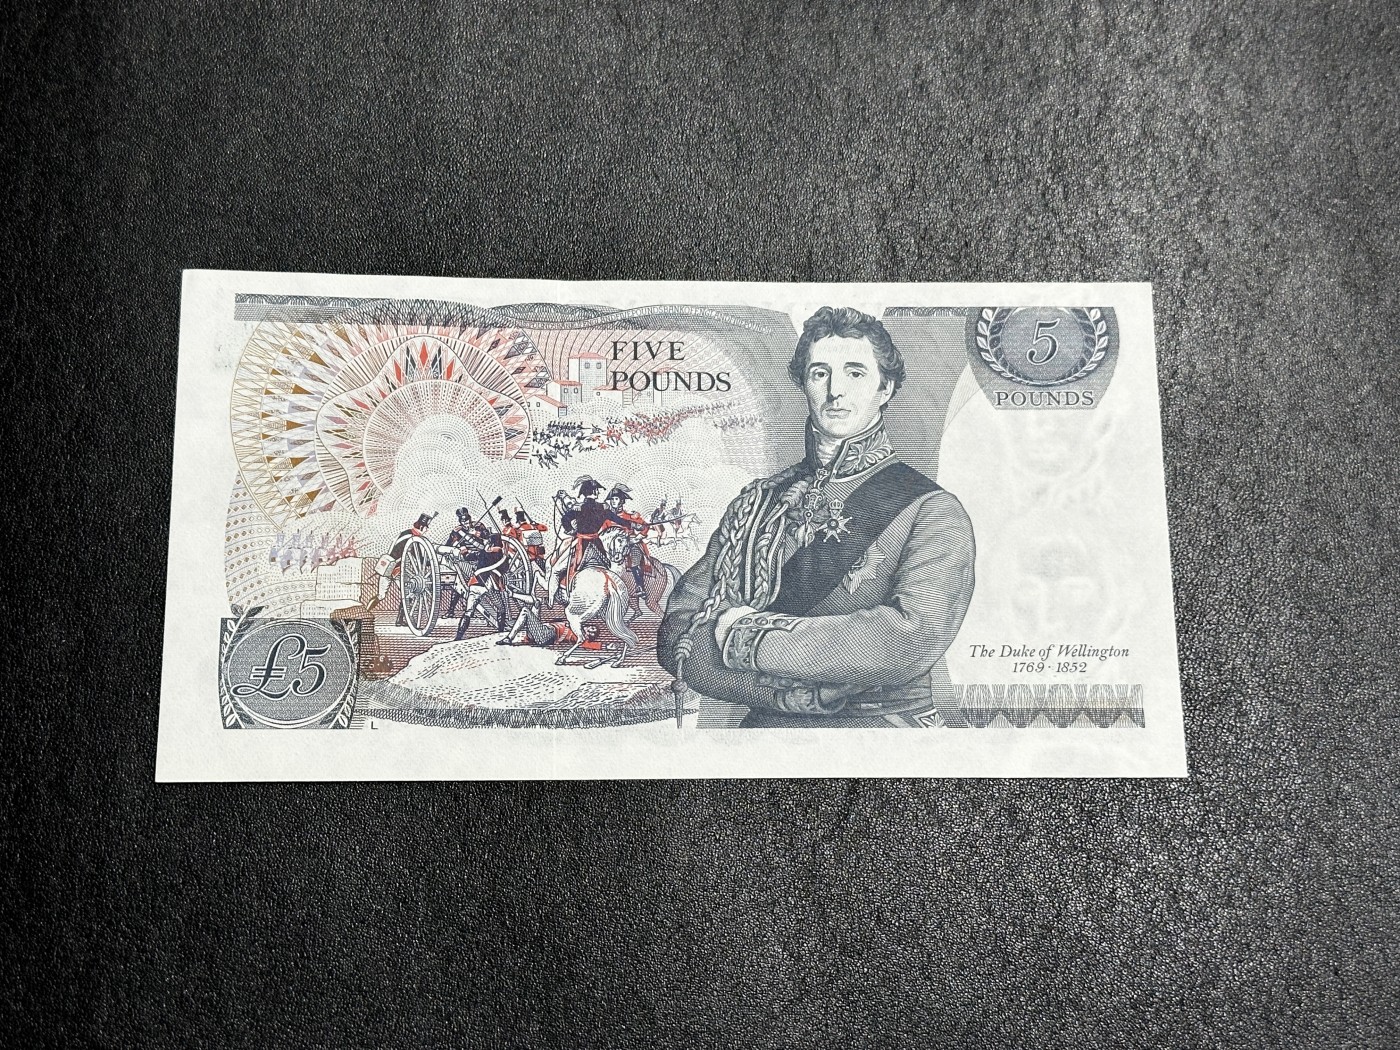 FIVE
POUNDS
5
POUNDS
The Duke of Wellington
1769 · 1852
£5
L